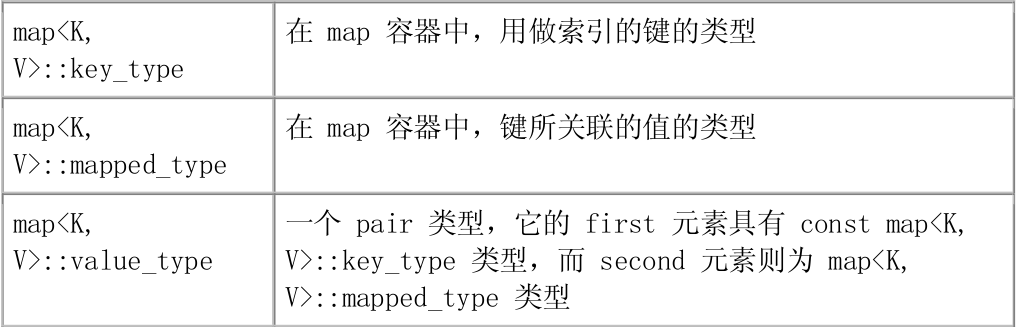 map<K,
V>::key_type
在 map 容器中，用做索引的键的类型
map<K,
V>::mapped_type
在 map 容器中，键所关联的值的类型
map<K,
V>::value_type
一个 pair 类型，它的 first 元素具有 const map<K,
V>::key_type 类型，而 second 元素则为 map<K,
V>::mapped_type 类型